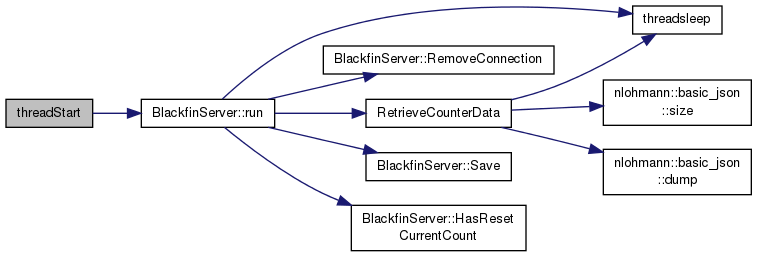 threadStart
BlackfinServer::run
threadsleep
BlackfinServer::RemoveConnection
RetrieveCounterData
nlohmann::basic_json
::size
BlackfinServer::Save
nlohmann::basic_json
::dump
BlackfinServer::HasReset
CurrentCount